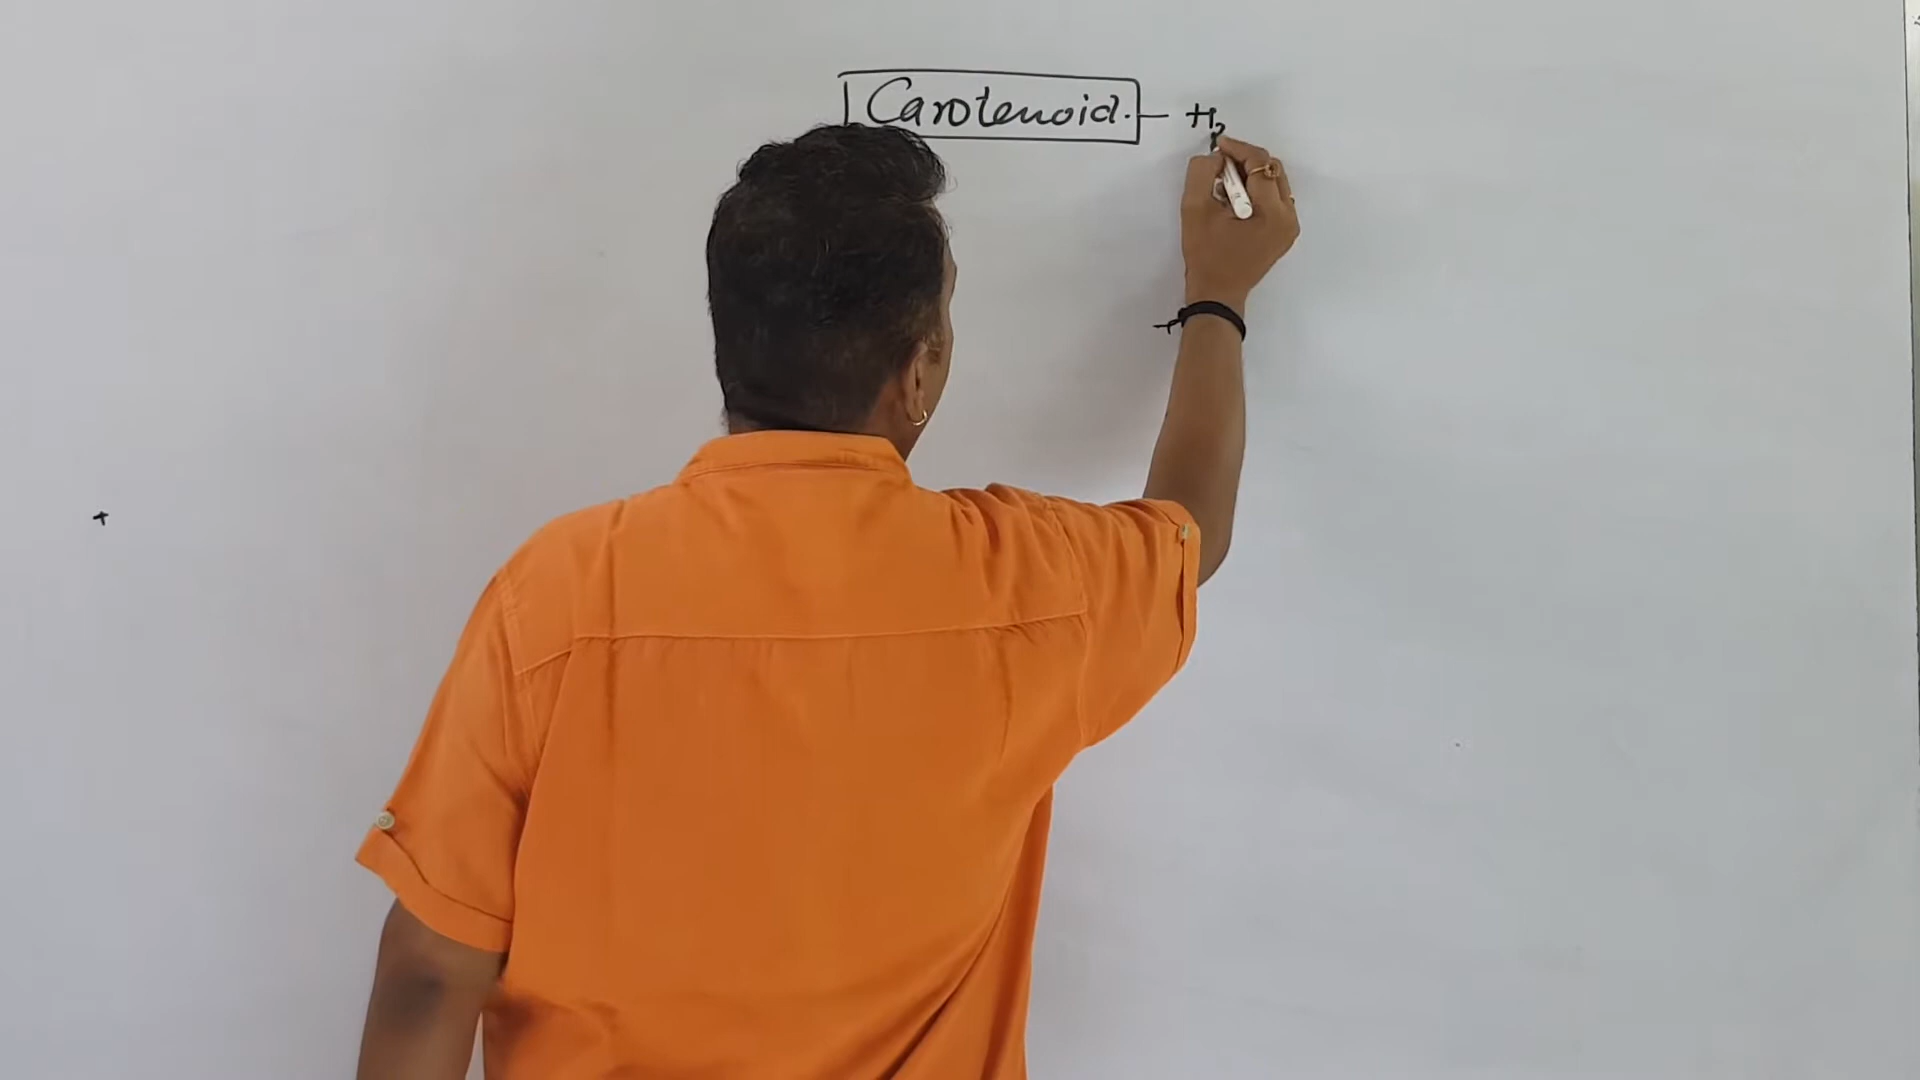 Carotenoid. — H